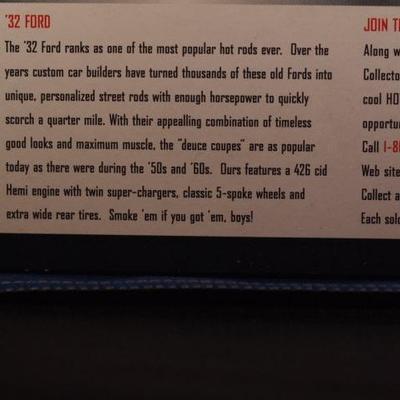 '32 FORD
The '32 Ford ranks as one of the most popular hot rods ever. Over the
years custom car builders have turned thousands of these old Fords into
unique, personalized street rods with enough horsepower to quickly
scorch a quarter mile. With their appealling combination of timeless
good looks and maximum muscle, the "deuce coupes" are as popular
today as there were during the '50s and '60s. Ours features a 426 cid
Hemi engine with twin super-chargers, classic 5-spoke wheels and
extra wide rear tires. Smoke 'em if you got 'em, boys!
JOIN
Along
Collecto
cool HO
opportu
Call 1-8
Web site
Collect a
Each sol